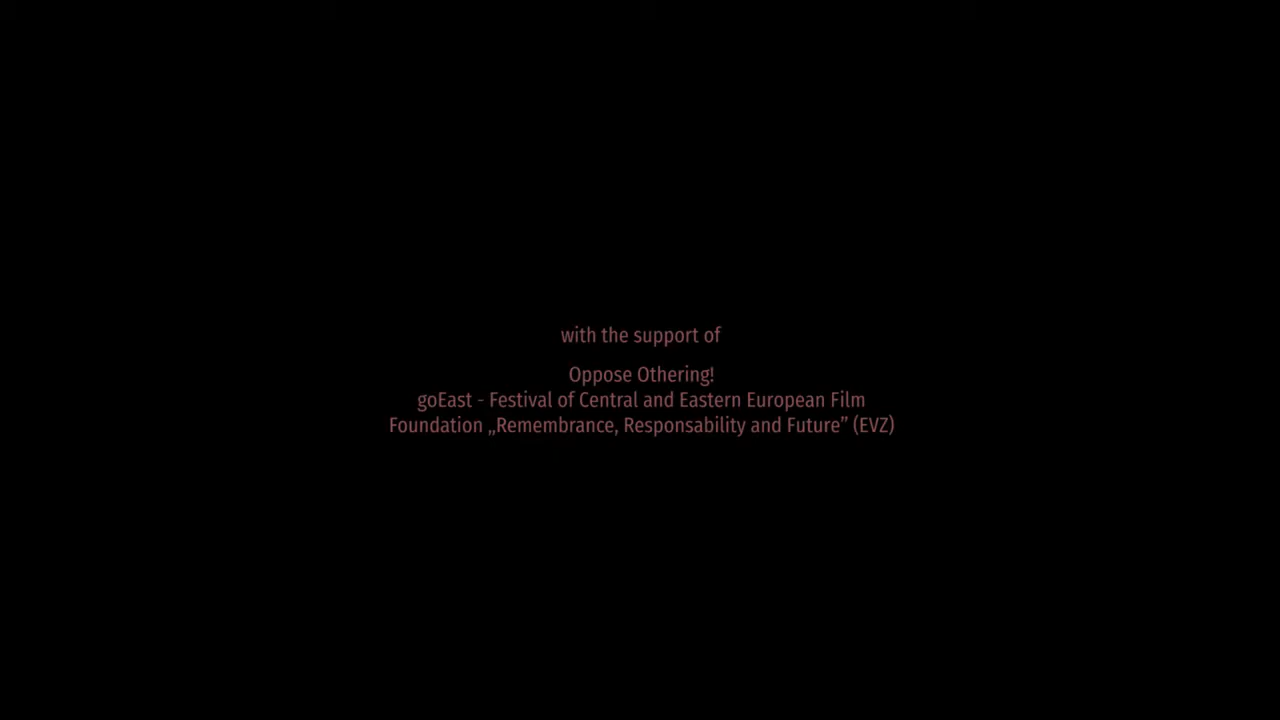 with the support of
Oppose Othering!
goEast - Festival of Central and Eastern European Film
Foundation „Remembrance, Responsability and Future” (EVZ)